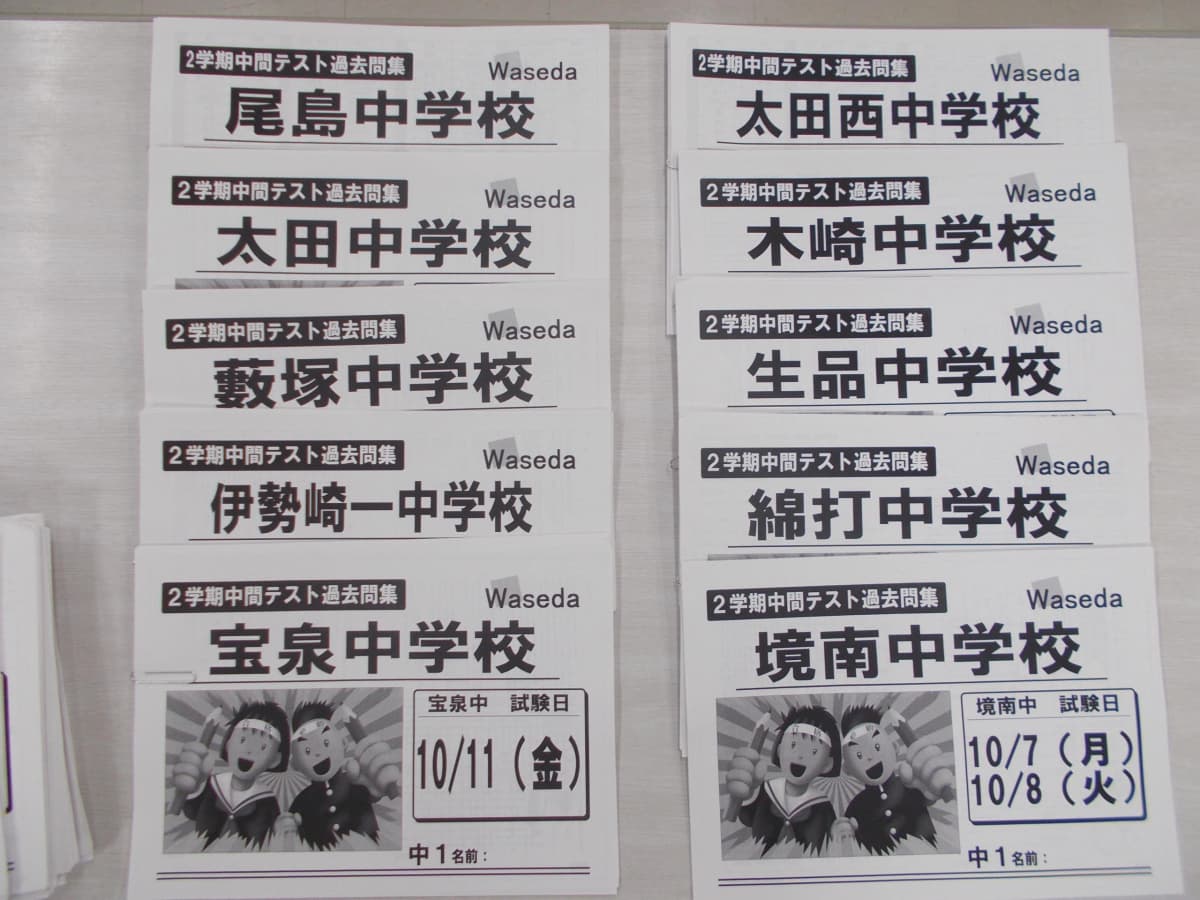 2学期中間テスト過去問集
Waseda
尾島中学校
2学期中間テスト過去問集
Waseda
太田中学校
2学期中間テスト過去問集
Waseda
藪塚中学校
2学期中間テスト過去問集
Waseda
伊勢崎一中学校
2学期中間テスト過去問集
Waseda
宝泉中学校
宝泉中 試験日
10/11(金)
中1名前:
2学期中間テスト過去問集
Waseda
太田西中学校
2学期中間テスト過去問集
Waseda
木崎中学校
2学期中間テスト過去問集
Waseda
生品中学校
2学期中間テスト過去問集
Waseda
綿打中学校
2学期中間テスト過去問集
Waseda
境南中学校
境南中 試験日
10/7(月)
10/8(火)
中1名前: